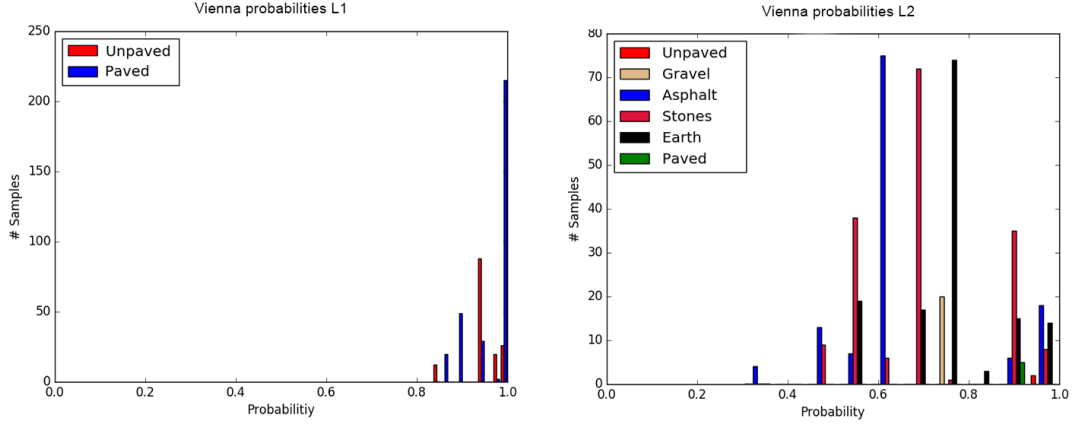 Vienna probabilities L1
250
200
150
100
50
0
# Samples
Unpaved
Paved
0.0 0.2 0.4 0.6 0.8 1.0
Probabilitiy
Vienna probabilities L2
80
70
60
50
40
30
20
10
0
# Samples
Unpaved
Gravel
Asphalt
Stones
Earth
Paved
0.0 0.2 0.4 0.6 0.8 1.0
Probability